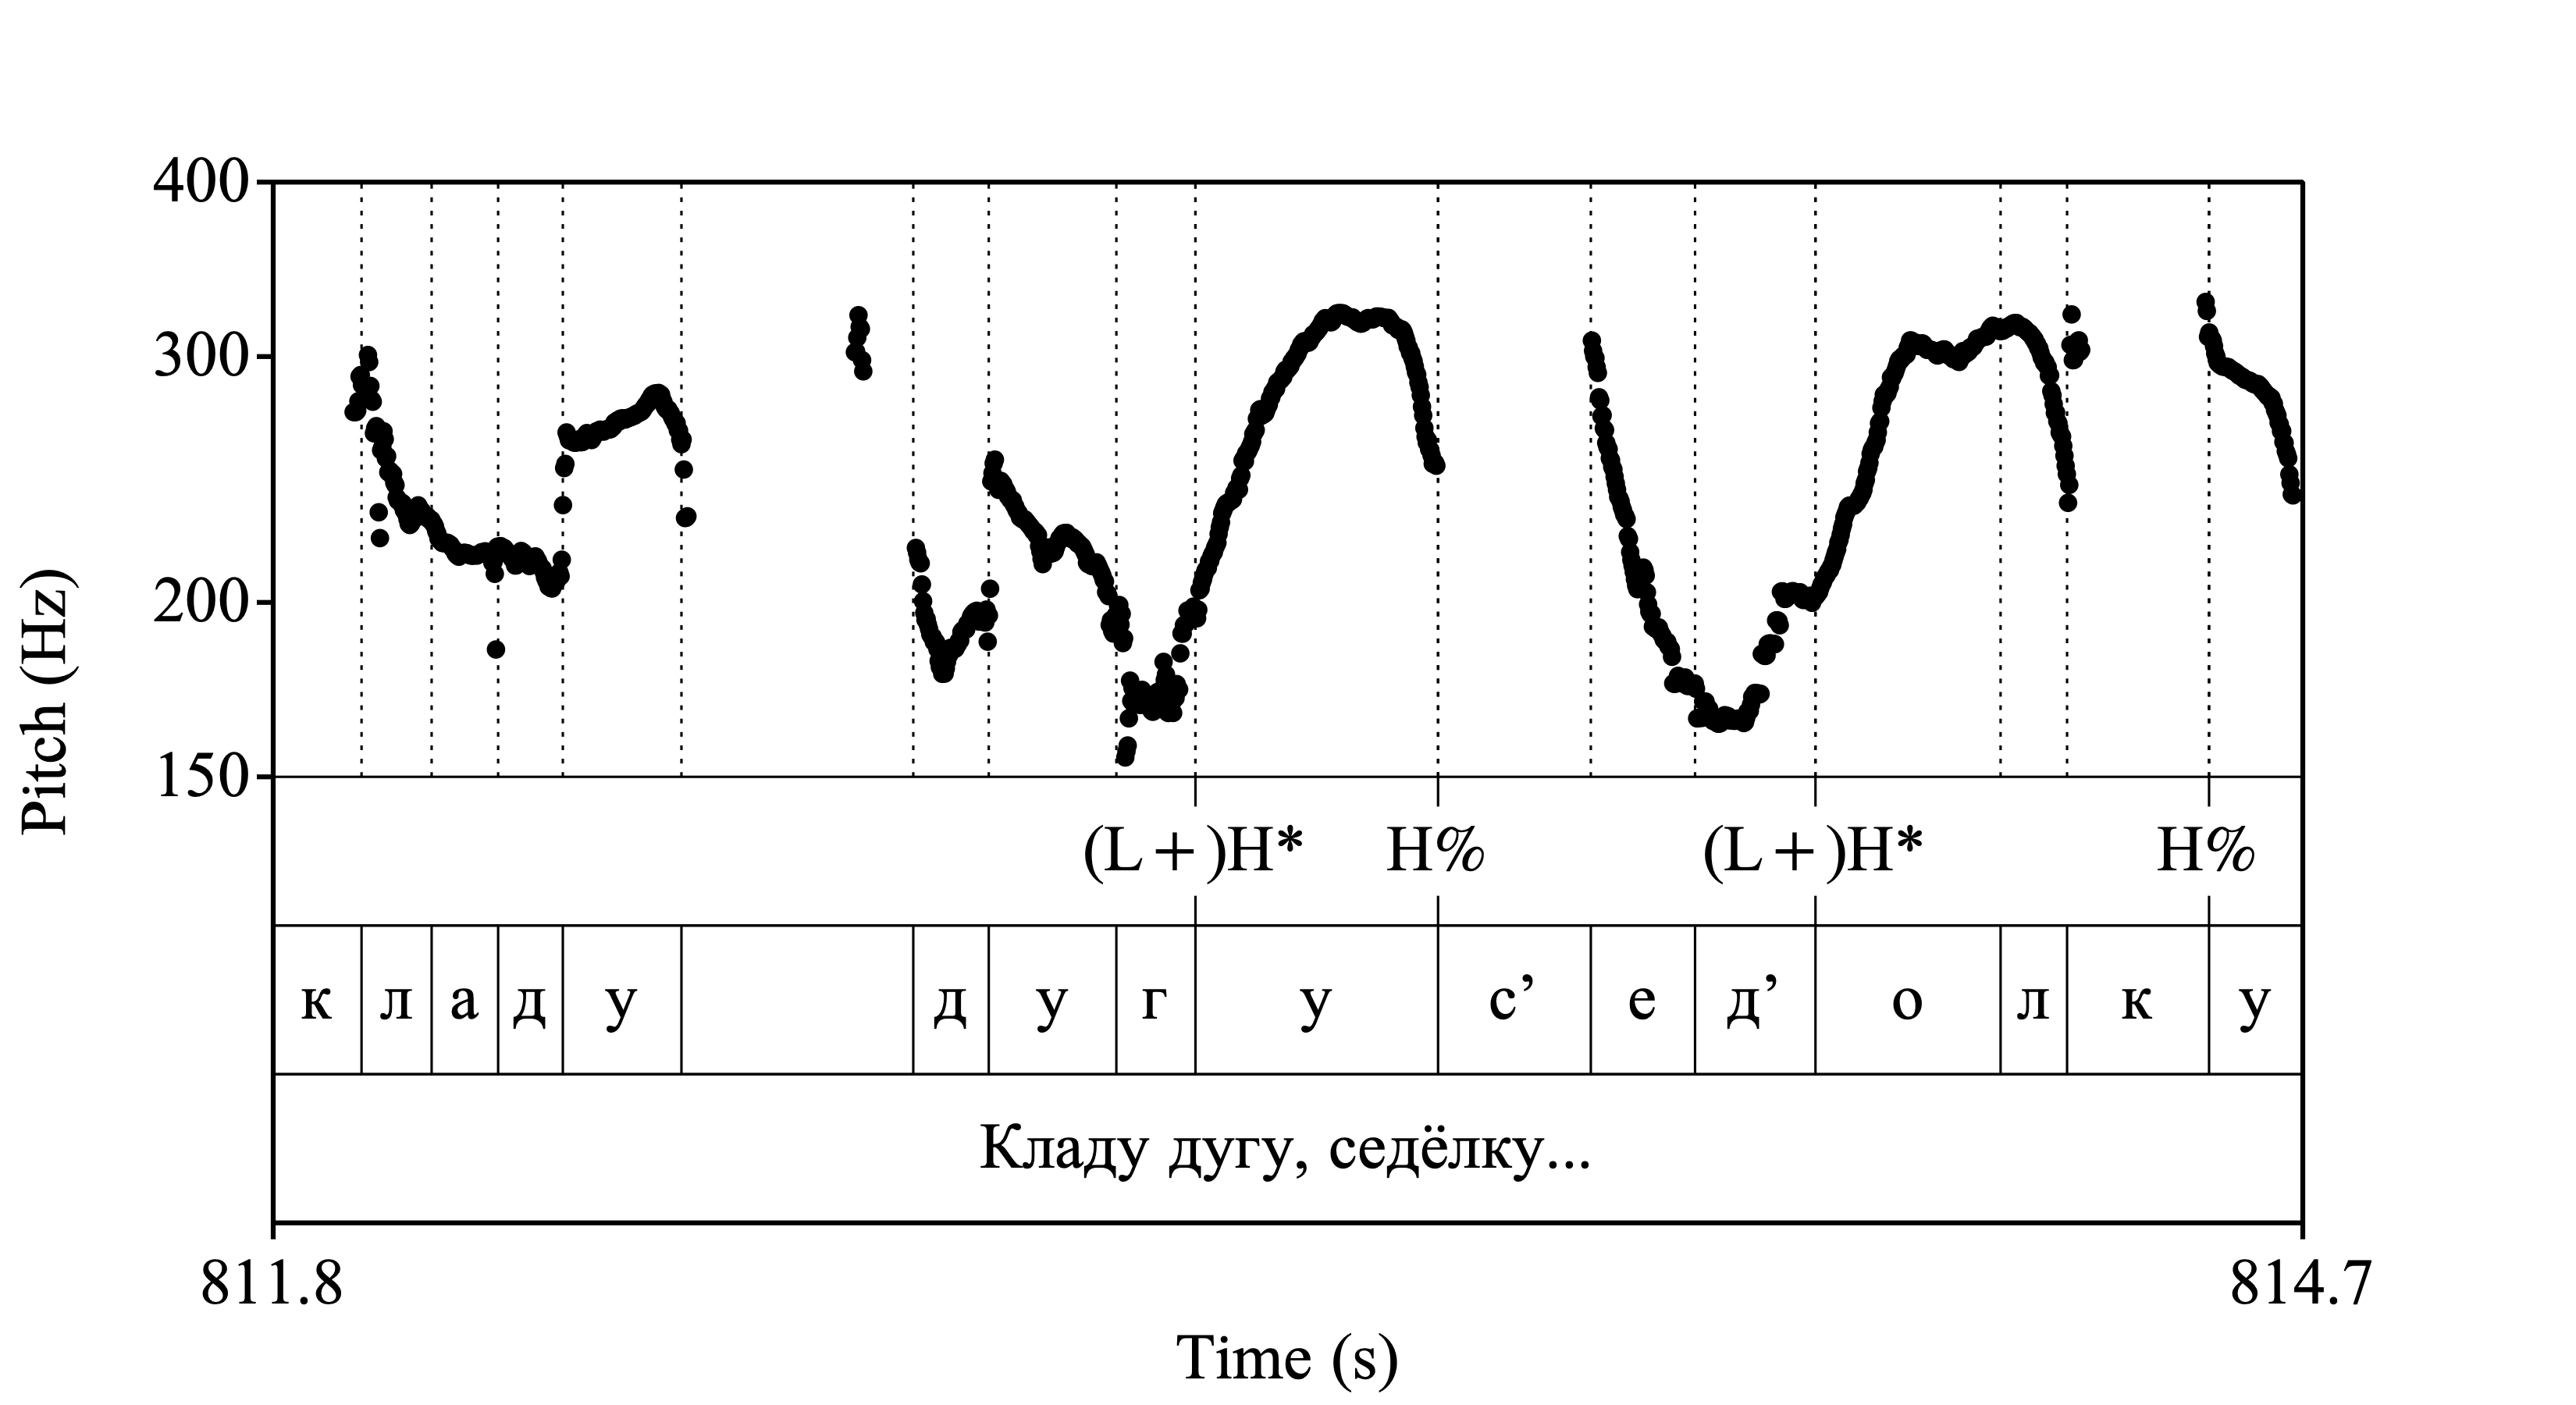 400
300
200
150
Pitch (Hz)
(L+)H* H% (L+)H* H%
к л а д у д у г у с’ е д’ о л к у
Кладу дугу, седёлку...
811.8 814.7
Time (s)